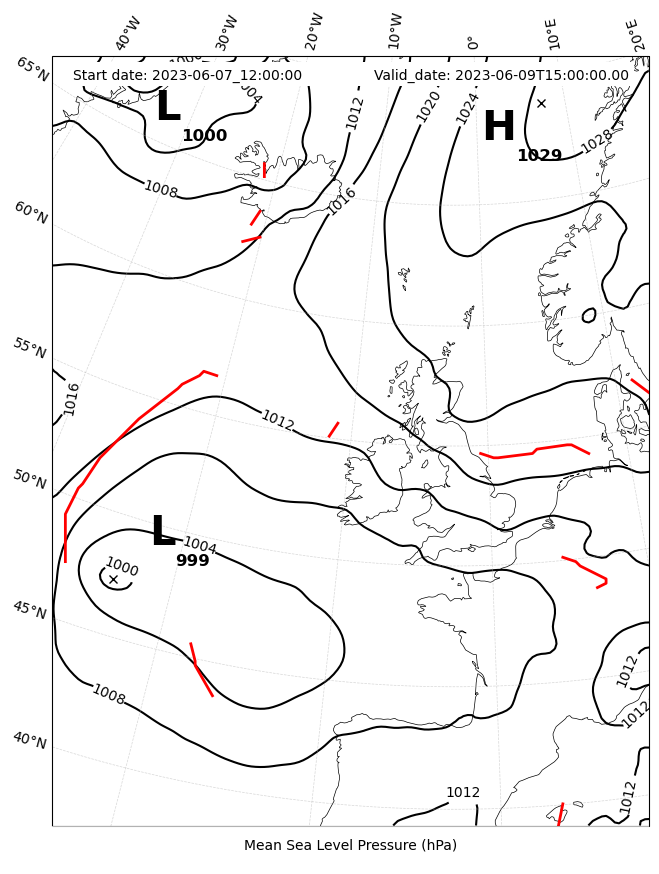 40°W 30°W 20°W 10°W 0° 10°E 20°E
65°N
Start date: 2023-06-07_12:00:00 Valid_date: 2023-06-09T15:00:00.00
L 1000
1004
H 1029
1012
1020
1024
1028
1008
1016
60°N
55°N
1016
1012
50°N
L 999
1004
1000
45°N
1008
1012
1012
40°N
1012
1012
Mean Sea Level Pressure (hPa)